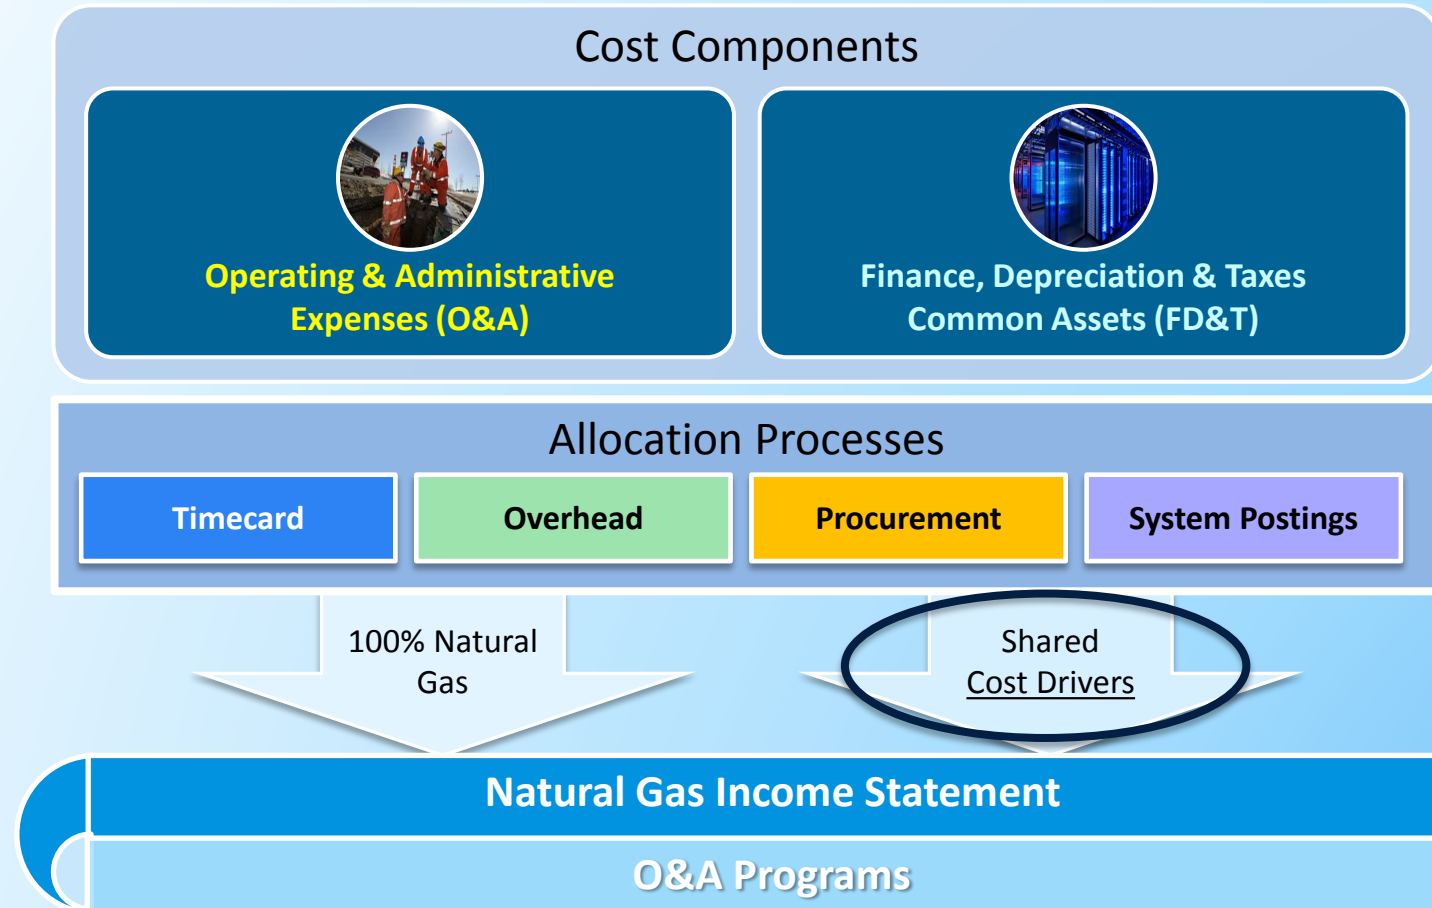 Cost Components
Operating & Administrative
Expenses (O&A)
Finance, Depreciation & Taxes
Common Assets (FD&T)
Allocation Processes
Timecard
Overhead
Procurement
System Postings
100% Natural
Gas
Shared
Cost Drivers
Natural Gas Income Statement
O&A Programs